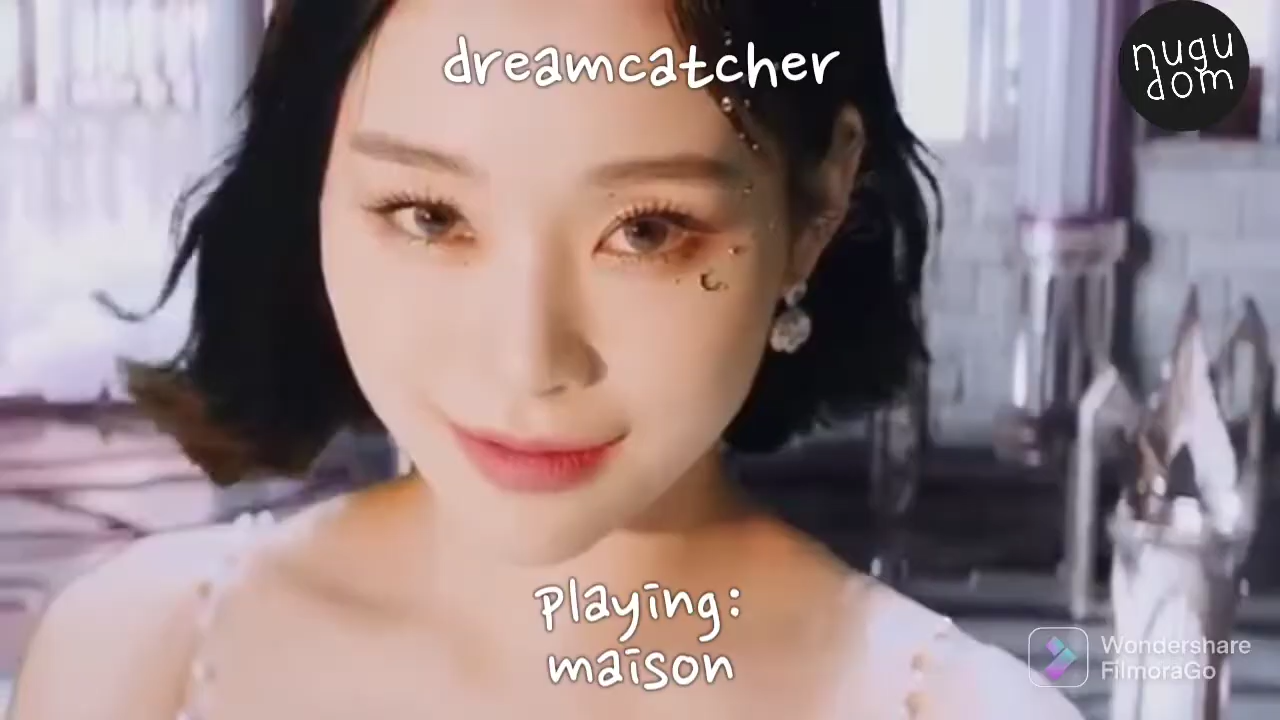 dreamcatcher
nugu
dom
playing:
maison
Wondershare
FilmoraGo